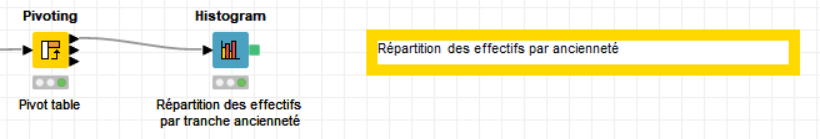 Pivoting
Histogram
Répartition des effectifs par ancienneté
Pivot table
Répartition des effectifs
par tranche ancienneté